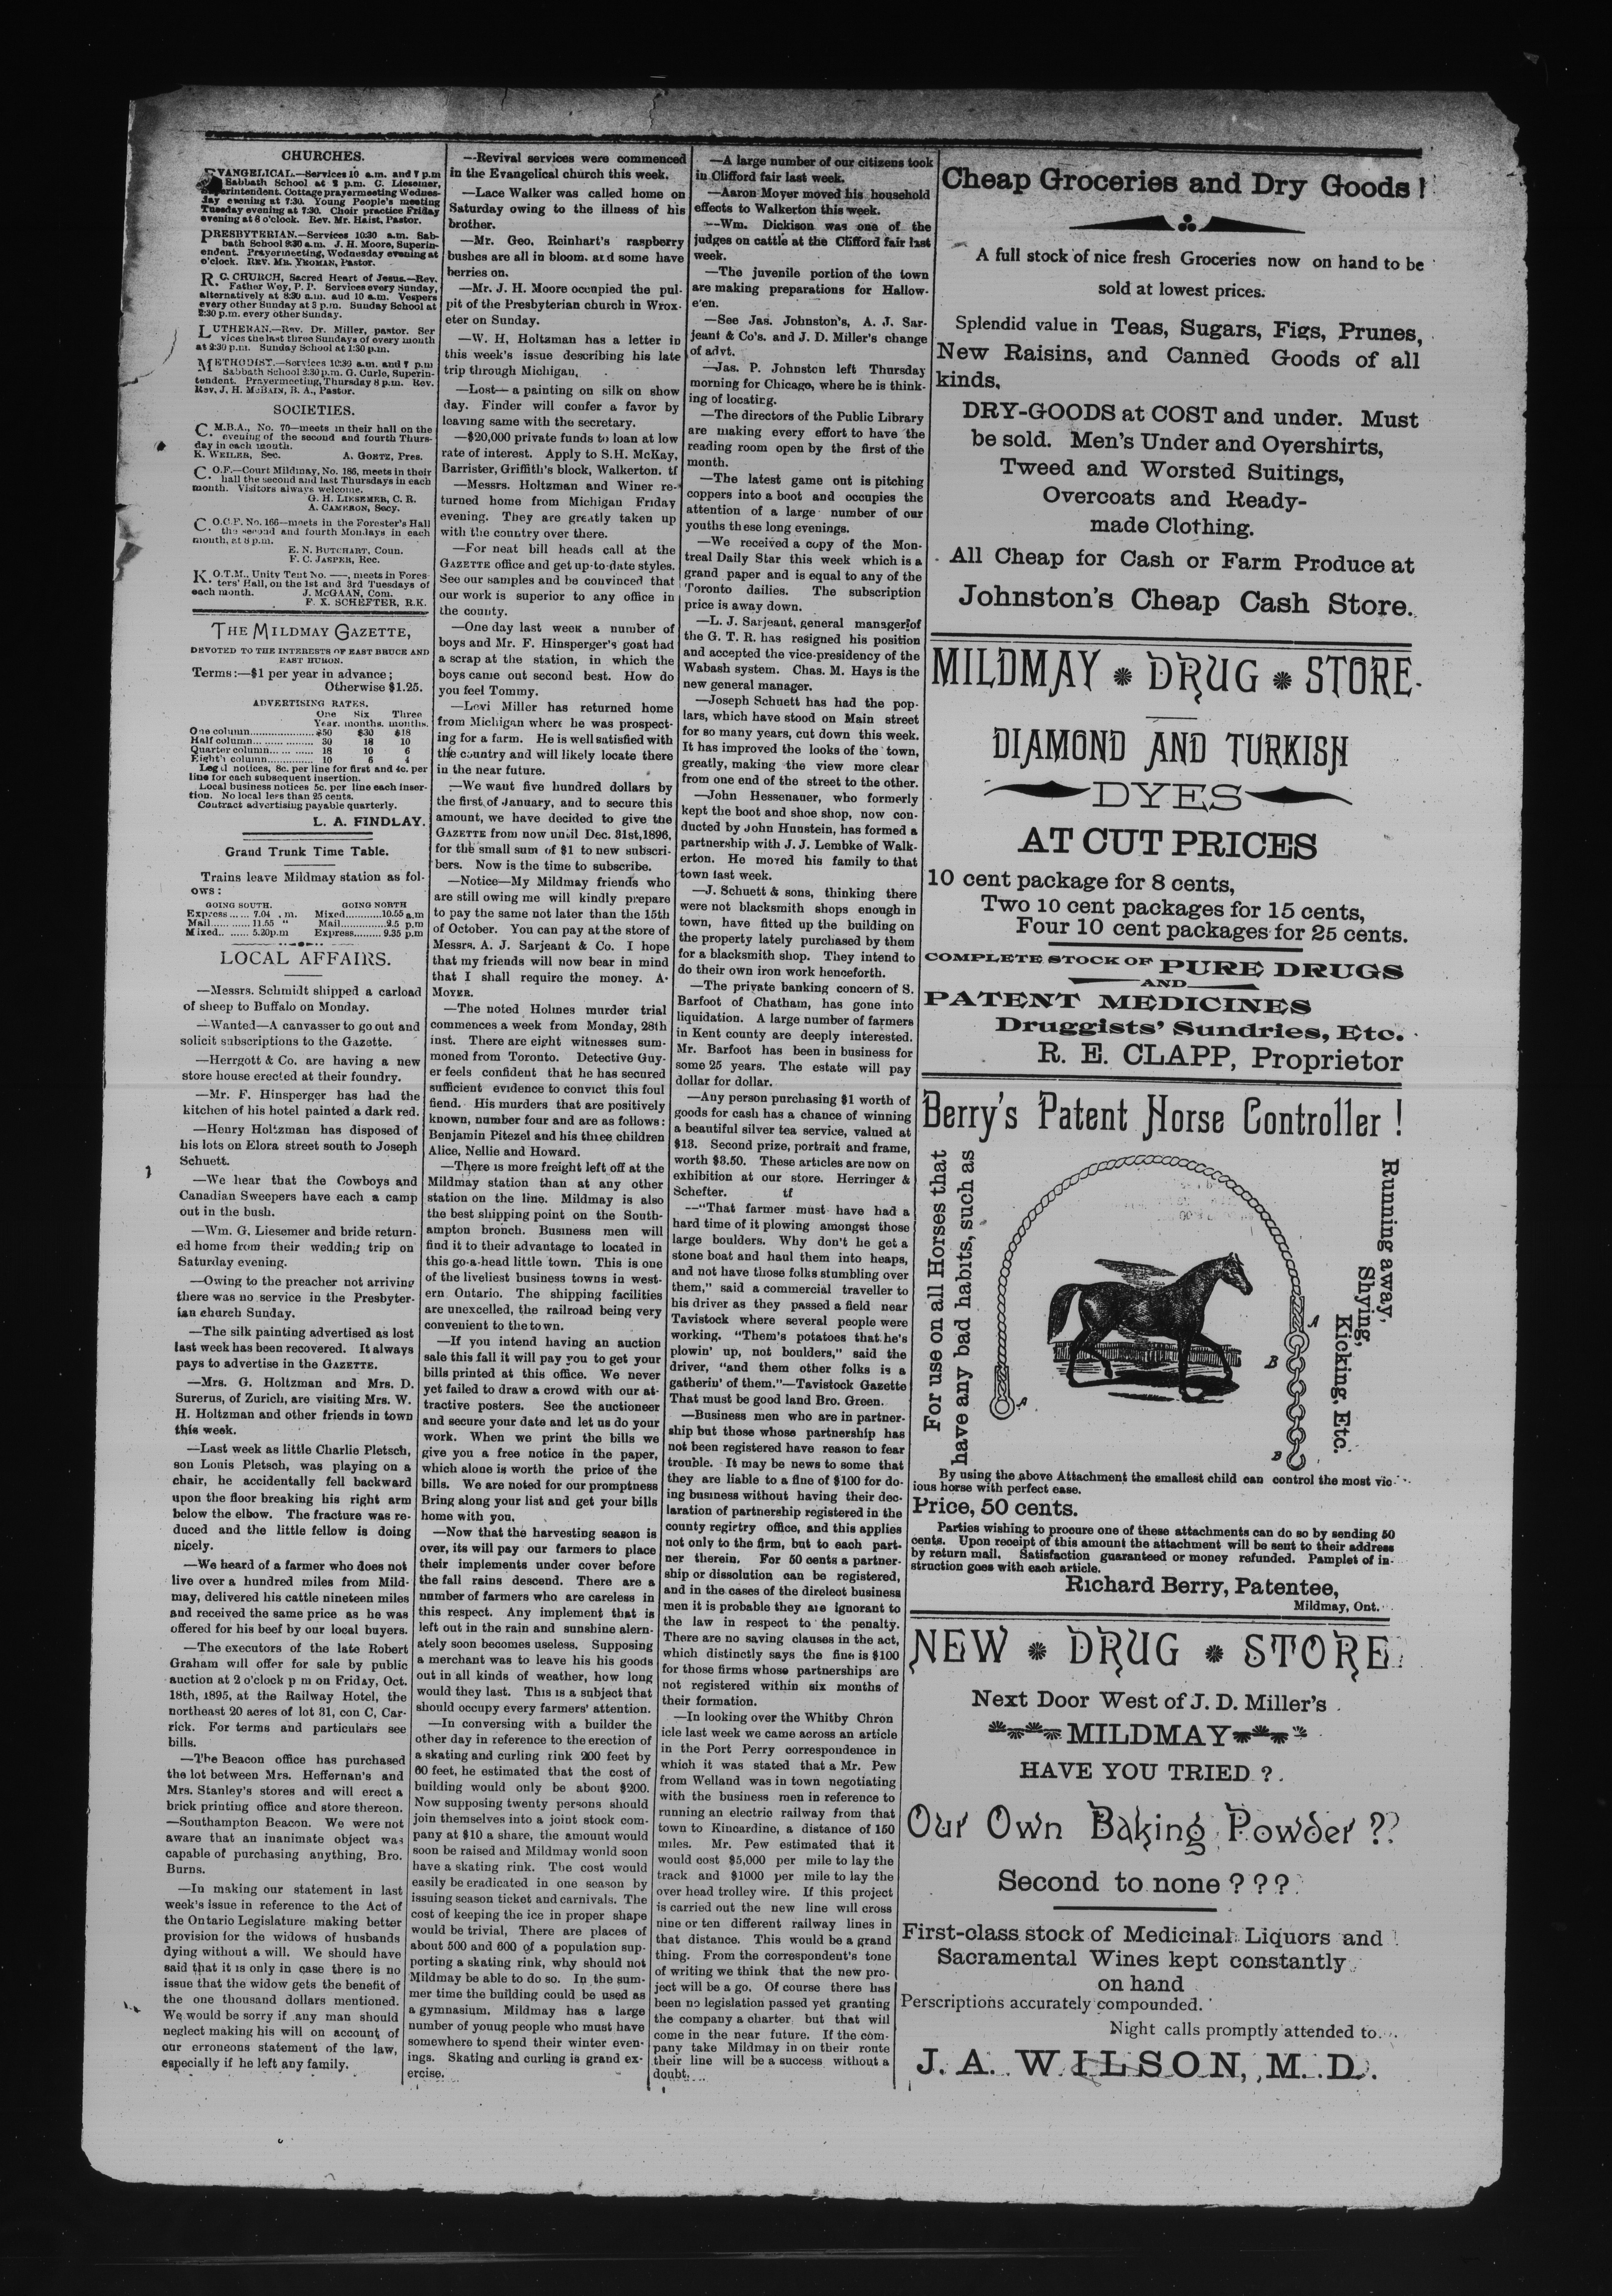 CHURCHES.
EVANGELICAL.—Services 10 a.m. and 7 p.m
Sabbath School at 2 p.m. C. Liesemer,
Superintendent. Cottage prayermeeting Wednes-
day evening at 7:30. Young People's meeting
Tuesday evening at 7:30. Choir practice Friday
evening at 8 o'clock. Rev. Mr. Haist, Pastor.
PRESBYTERIAN.—Services 10:30 a.m. Sab-
bath School 9:30 a.m. J. H. Moore, Superin-
endent. Prayermeeting, Wednesday evening at
o'clock. REV. MR. YEOMAN, Pastor.
R. C. CHURCH, Sacred Heart of Jesus.—Rev.
Father Wey, P. P. Services every Sunday,
alternatively at 8:30 a.m. aud 10 a.m. Vespers
every other Sunday at 3 p.m. Sunday School at
2:30 p.m. every other Sunday.
LUTHERAN.—Rev. Dr. Miller, pastor. Ser
vices the last three Sundays of every month
at 2:30 p.m. Sunday School at 1:30 p.m.
METHODIST.—Services 10:30 a.m. and 7 p.m
Sabbath School 2:30 p.m. G. Curle, Superin-
tendent. Prayermeeting, Thursday 8 p.m. Rev.
Rev. J. H. McBAIN, B. A., Pastor.
SOCIETIES.
C. M.B.A., No. 70—meets in their hall on the
evening of the second and fourth Thurs-
day in each month.
K. WEILER, Sec. A. GOETZ, Pres.
C. O.F.—Court Mildmay, No. 186, meets in their
hall the second and last Thursdays in each
month. Visitors always welcome.
G. H. LIESEMER, C. R.
A. CAMERON, Secy.
C. O.C.F. No. 166—meets in the Forester's Hall
the second and fourth Mondays in each
month, at 8 p.m.
E. N. BUTCHART, Coun.
F. C. JASPER, Rec.
K. O.T.M., Unity Tent No. ——, meets in Fores-
ters' Hall, on the 1st and 3rd Tuesdays of
each month. J. McGAAN, Com.
F. X. SCHEFTER, R.K.
THE MILDMAY GAZETTE,
DEVOTED TO THE INTERESTS OF EAST BRUCE AND
EAST HURON.
Terms:—$1 per year in advance;
Otherwise $1.25.
ADVERTISING RATES.
One Six Three
Year. months. months.
One column $50 $30 $18
Half column 30 18 10
Quarter column 18 10 6
Eighth column 10 6 4
Legal notices, 8c. per line for first and 4c. per
line for each subsequent insertion.
Local business notices 5c. per line each inser-
tion. No local less than 25 cents.
Contract advertising payable quarterly.
L. A. FINDLAY.
Grand Trunk Time Table.
Trains leave Mildmay station as fol-
ows:
GOING SOUTH. GOING NORTH
Express 7.04 . m. Mixed 10.55 a.m
Mail 11.55 " Mail 2.5 p.m
Mixed 5.20p.m Express 9.35 p.m
LOCAL AFFAIRS.
—Messrs. Schmidt shipped a carload
of sheep to Buffalo on Monday.
—Wanted—A canvasser to go out and
solicit subscriptions to the Gazette.
—Herrgott & Co. are having a new
store house erected at their foundry.
—Mr. F. Hinsperger has had the
kitchen of his hotel painted a dark red.
—Henry Holtzman has disposed of
his lots on Elora street south to Joseph
Schuett.
—We hear that the Cowboys and
Canadian Sweepers have each a camp
out in the bush.
—Wm. G. Liesemer and bride return-
ed home from their wedding trip on
Saturday evening.
—Owing to the preacher not arriving
there was no service in the Presbyter-
ian church Sunday.
—The silk painting advertised as lost
last week has been recovered. It always
pays to advertise in the GAZETTE.
—Mrs. G. Holtzman and Mrs. D.
Surerus, of Zurich, are visiting Mrs. W.
H. Holtzman and other friends in town
this week.
—Last week as little Charlie Pletsch,
son Louis Pletsch, was playing on a
chair, he accidentally fell backward
upon the floor breaking his right arm
below the elbow. The fracture was re-
duced and the little fellow is doing
nicely.
—We heard of a farmer who does not
live over a hundred miles from Mild-
may, delivered his cattle nineteen miles
and received the same price as he was
offered for his beef by our local buyers.
—The executors of the late Robert
Graham will offer for sale by public
auction at 2 o'clock p m on Friday, Oct.
18th, 1895, at the Railway Hotel, the
northeast 20 acres of lot 31, con C, Car-
rick. For terms and particulars see
bills.
—The Beacon office has purchased
the lot between Mrs. Heffernan's and
Mrs. Stanley's stores and will erect a
brick printing office and store thereon.
—Southampton Beacon. We were not
aware that an inanimate object was
capable of purchasing anything, Bro.
Burns.
—In making our statement in last
week's issue in reference to the Act of
the Ontario Legislature making better
provision for the widows of husbands
dying without a will. We should have
said that it is only in case there is no
issue that the widow gets the benefit of
the one thousand dollars mentioned.
We would be sorry if any man should
neglect making his will on account of
our erroneons statement of the law,
especially if he left any family.
—Revival services were commenced
in the Evangelical church this week.
—Lace Walker was called home on
Saturday owing to the illness of his
brother.
—Mr. Geo. Reinhart's raspberry
bushes are all in bloom. and some have
berries on.
—Mr. J. H. Moore occupied the pul-
pit of the Presbyterian church in Wrox-
eter on Sunday.
—W. H, Holtzman has a letter in
this week's issue describing his late
trip through Michigan.
—Lost— a painting on silk on show
day. Finder will confer a favor by
leaving same with the secretary.
—$20,000 private funds to loan at low
rate of interest. Apply to S.H. McKay,
Barrister, Griffith's block, Walkerton. tf
—Messrs. Holtzman and Winer re-
turned home from Michigan Friday
evening. They are greatly taken up
with the country over there.
—For neat bill heads call at the
GAZETTE office and get up-to-date styles.
See our samples and be convinced that
our work is superior to any office in
the county.
—One day last week a number of
boys and Mr. F. Hinsperger's goat had
a scrap at the station, in which the
boys came out second best. How do
you feel Tommy.
—Levi Miller has returned home
from Michigan where he was prospect-
ing for a farm. He is well satisfied with
the country and will likely locate there
in the near future.
—We want five hundred dollars by
the first of January, and to secure this
amount, we have decided to give the
GAZETTE from now until Dec. 31st,1896,
for the small sum of $1 to new subscri-
bers. Now is the time to subscribe.
—Notice—My Mildmay friends who
are still owing me will kindly prepare
to pay the same not later than the 15th
of October. You can pay at the store of
Messrs. A. J. Sarjeant & Co. I hope
that my friends will now bear in mind
that I shall require the money. A.
MOYER.
—The noted Holmes murder trial
commences a week from Monday, 28th
inst. There are eight witnesses sum-
moned from Toronto. Detective Guy-
er feels confident that he has secured
sufficient evidence to convict this foul
fiend. His murders that are positively
known, number four and are as follows:
Benjamin Pitezel and his three children
Alice, Nellie and Howard.
—There is more freight left off at the
Mildmay station than at any other
station on the line. Mildmay is also
the best shipping point on the South-
ampton bronch. Business men will
find it to their advantage to located in
this go-a-head little town. This is one
of the liveliest business towns in west-
ern Ontario. The shipping facilities
are unexcelled, the railroad being very
convenient to the town.
—If you intend having an auction
sale this fall it will pay you to get your
bills printed at this office. We never
yet failed to draw a crowd with our at-
tractive posters. See the auctioneer
and secure your date and let us do your
work. When we print the bills we
give you a free notice in the paper,
which alone is worth the price of the
bills. We are noted for our promptness
Bring along your list and get your bills
home with you.
—Now that the harvesting season is
over, its will pay our farmers to place
their implements under cover before
the fall rains descend. There are a
number of farmers who are careless in
this respect. Any implement that is
left out in the rain and sunshine alern-
ately soon becomes useless. Supposing
a merchant was to leave his his goods
out in all kinds of weather, how long
would they last. This is a subject that
should occupy every farmers' attention.
—In conversing with a builder the
other day in reference to the erection of
a skating and curling rink 200 feet by
60 feet, he estimated that the cost of
building would only be about $200.
Now supposing twenty persons should
join themselves into a joint stock com-
pany at $10 a share, the amount would
soon be raised and Mildmay would soon
have a skating rink. The cost would
easily be eradicated in one season by
issuing season ticket and carnivals. The
cost of keeping the ice in proper shape
would be trivial, There are places of
about 500 and 600 of a population sup-
porting a skating rink, why should not
Mildmay be able to do so. In the sum-
mer time the building could be used as
a gymnasium. Mildmay has a large
number of young people who must have
somewhere to spend their winter even-
ings. Skating and curling is grand ex-
ercise.
—A large number of our citizens took
in Clifford fair last week.
—Aaron Moyer moved his household
effects to Walkerton this week.
—Wm. Dickison was one of the
judges on cattle at the Clifford fair last
week.
—The juvenile portion of the town
are making preparations for Hallow-
e'en.
—See Jas. Johnston's, A. J. Sar-
jeant & Co's. and J. D. Miller's change
of advt.
—Jas. P. Johnston left Thursday
morning for Chicago, where he is think-
ing of locating.
—The directors of the Public Library
are making every effort to have the
reading room open by the first of the
month.
—The latest game out is pitching
coppers into a boot and occupies the
attention of a large number of our
youths these long evenings.
—We received a copy of the Mon-
treal Daily Star this week which is a
grand paper and is equal to any of the
Toronto dailies. The subscription
price is away down.
—L. J. Sarjeant, general manager of
the G. T. R. has resigned his position
and accepted the vice-presidency of the
Wabash system. Chas. M. Hays is the
new general manager.
—Joseph Schuett has had the pop-
lars, which have stood on Main street
for so many years, cut down this week.
It has improved the looks of the town,
greatly, making the view more clear
from one end of the street to the other.
—John Hessenauer, who formerly
kept the boot and shoe shop, now con-
ducted by John Hunstein, has formed a
partnership with J. J. Lembke of Walk-
erton. He moved his family to that
town last week.
—J. Schuett & sons, thinking there
were not blacksmith shops enough in
town, have fitted up the building on
the property lately purchased by them
for a blacksmith shop. They intend to
do their own iron work henceforth.
—The private banking concern of S.
Barfoot of Chatham, has gone into
liquidation. A large number of farmers
in Kent county are deeply interested.
Mr. Barfoot has been in business for
some 25 years. The estate will pay
dollar for dollar.
—Any person purchasing $1 worth of
goods for cash has a chance of winning
a beautiful silver tea service, valued at
$13. Second prize, portrait and frame,
worth $3.50. These articles are now on
exhibition at our store. Herringer &
Schefter. tf
—"That farmer must have had a
hard time of it plowing amongst those
large boulders. Why don't he get a
stone boat and haul them into heaps,
and not have those folks stumbling over
them," said a commercial traveller to
his driver as they passed a field near
Tavistock where several people were
working. "Them's potatoes that he's
plowin' up, not boulders," said the
driver, "and them other folks is a
gatherin' of them."—Tavistock Gazette
That must be good land Bro. Green.
—Business men who are in partner-
ship but those whose partnership has
not been registered have reason to fear
trouble. It may be news to some that
they are liable to a fine of $100 for do-
ing business without having their dec-
laration of partnership registered in the
county regirtry office, and this applies
not only to the firm, but to each part-
ner therein. For 50 cents a partner-
ship or dissolution can be registered,
and in the cases of the direlect business
men it is probable they are ignorant to
the law in respect to the penalty.
There are no saving clauses in the act,
which distinctly says the fine is $100
for those firms whose partnerships are
not registered within six months of
their formation.
—In looking over the Whitby Chron
icle last week we came across an article
in the Port Perry correspondence in
which it was stated that a Mr. Pew
from Welland was in town negotiating
with the business men in reference to
running an electric railway from that
town to Kincardine, a distance of 150
miles. Mr. Pew estimated that it
would cost $5,000 per mile to lay the
track and $1000 per mile to lay the
over head trolley wire. If this project
is carried out the new line will cross
nine or ten different railway lines in
that distance. This would be a grand
thing. From the correspondent's tone
of writing we think that the new pro-
ject will be a go. Of course there has
been no legislation passed yet granting
the company a charter but that will
come in the near future. If the com-
pany take Mildmay in on their route
their line will be a success without a
doubt.
Cheap Groceries and Dry Goods!
A full stock of nice fresh Groceries now on hand to be
sold at lowest prices.
Splendid value in Teas, Sugars, Figs, Prunes,
New Raisins, and Canned Goods of all
kinds.
DRY-GOODS at COST and under. Must
be sold. Men's Under and Overshirts,
Tweed and Worsted Suitings,
Overcoats and Ready-
made Clothing.
All Cheap for Cash or Farm Produce at
Johnston's Cheap Cash Store.
MILDMAY DRUG STORE.
DIAMOND AND TURKISH
DYES
AT CUT PRICES
10 cent package for 8 cents,
Two 10 cent packages for 15 cents,
Four 10 cent packages for 25 cents.
COMPLETE STOCK OF PURE DRUGS
AND
PATENT MEDICINES
Druggists' Sundries, Etc.
R. E. CLAPP, Proprietor
Berry's Patent Horse Controller!
For use on all Horses that
have any bad habits, such as
Running away,
Shying,
Kicking, Etc.
A
B
A
B
By using the above Attachment the smallest child can control the most vic-
ious horse with perfect ease.
Price, 50 cents.
Parties wishing to procure one of these attachments can do so by sending 50
cents. Upon receipt of this amount the attachment will be sent to their address
by return mail. Satisfaction guaranteed or money refunded. Pamplet of in-
struction goes with each article.
Richard Berry, Patentee,
Mildmay, Ont.
NEW DRUG STORE
Next Door West of J. D. Miller's
MILDMAY
HAVE YOU TRIED?
Our Own Baking Powder??
Second to none???
First-class stock of Medicinal Liquors and
Sacramental Wines kept constantly
on hand
Perscriptions accurately compounded.
Night calls promptly attended to.
J. A. WILSON, M. D.